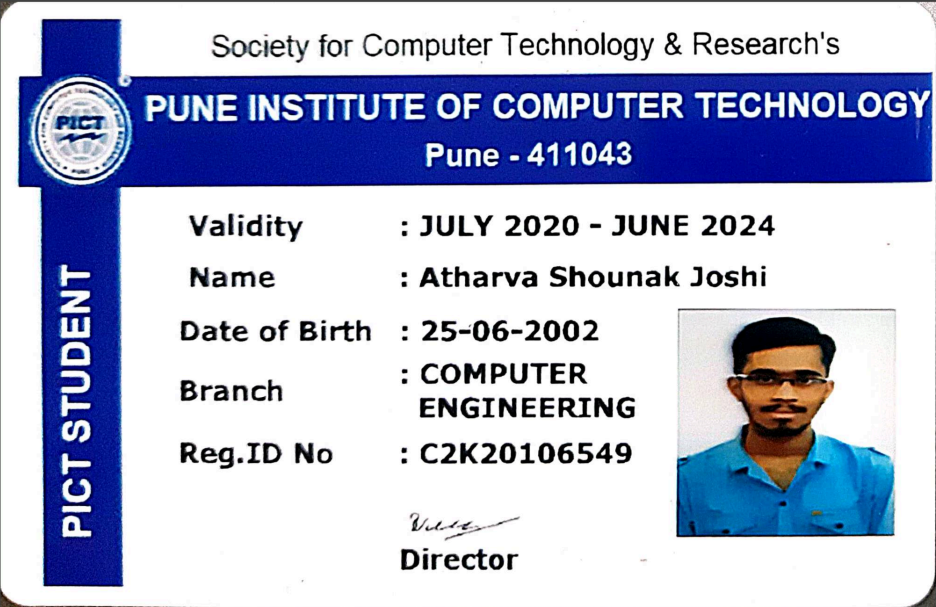 Society for Computer Technology & Research's
PUNE INSTITUTE OF COMPUTER TECHNOLOGY
Pune - 411043
PICT
PUNE
PICT STUDENT
Validity : JULY 2020 - JUNE 2024
Name : Atharva Shounak Joshi
Date of Birth : 25-06-2002
Branch : COMPUTER
ENGINEERING
Reg.ID No : C2K20106549
Director